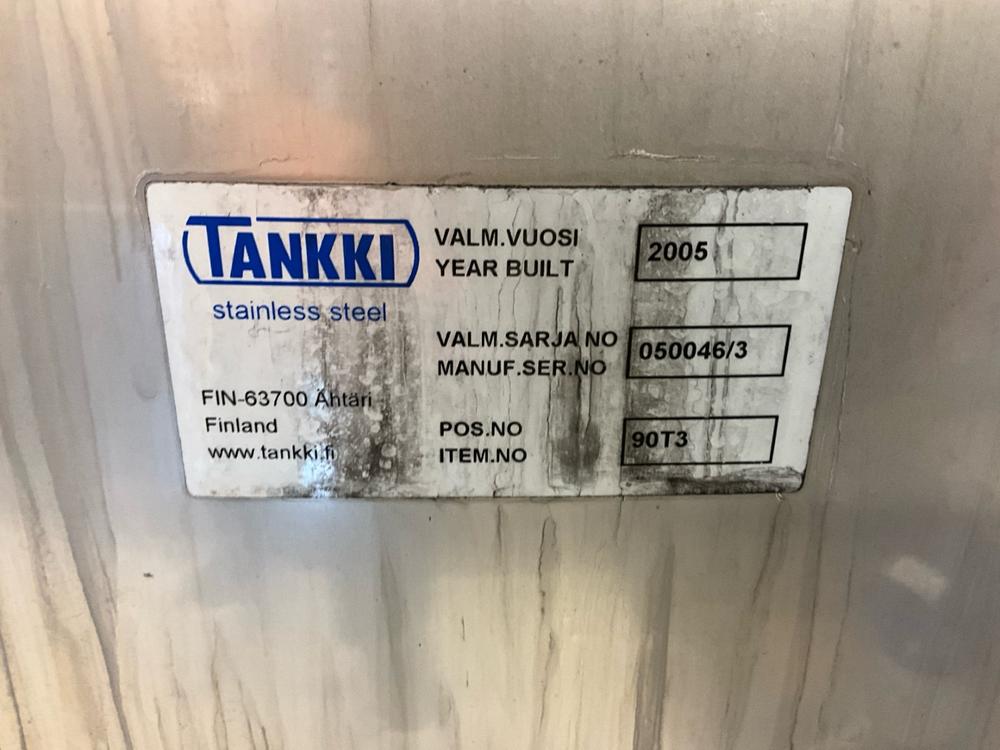 TANKKI
stainless steel
FIN-63700 Ähtäri
Finland
www.tankki.fi
VALM.VUOSI
YEAR BUILT
2005
VALM.SARJA NO
MANUF.SER.NO
050046/3
POS.NO
ITEM.NO
90T3